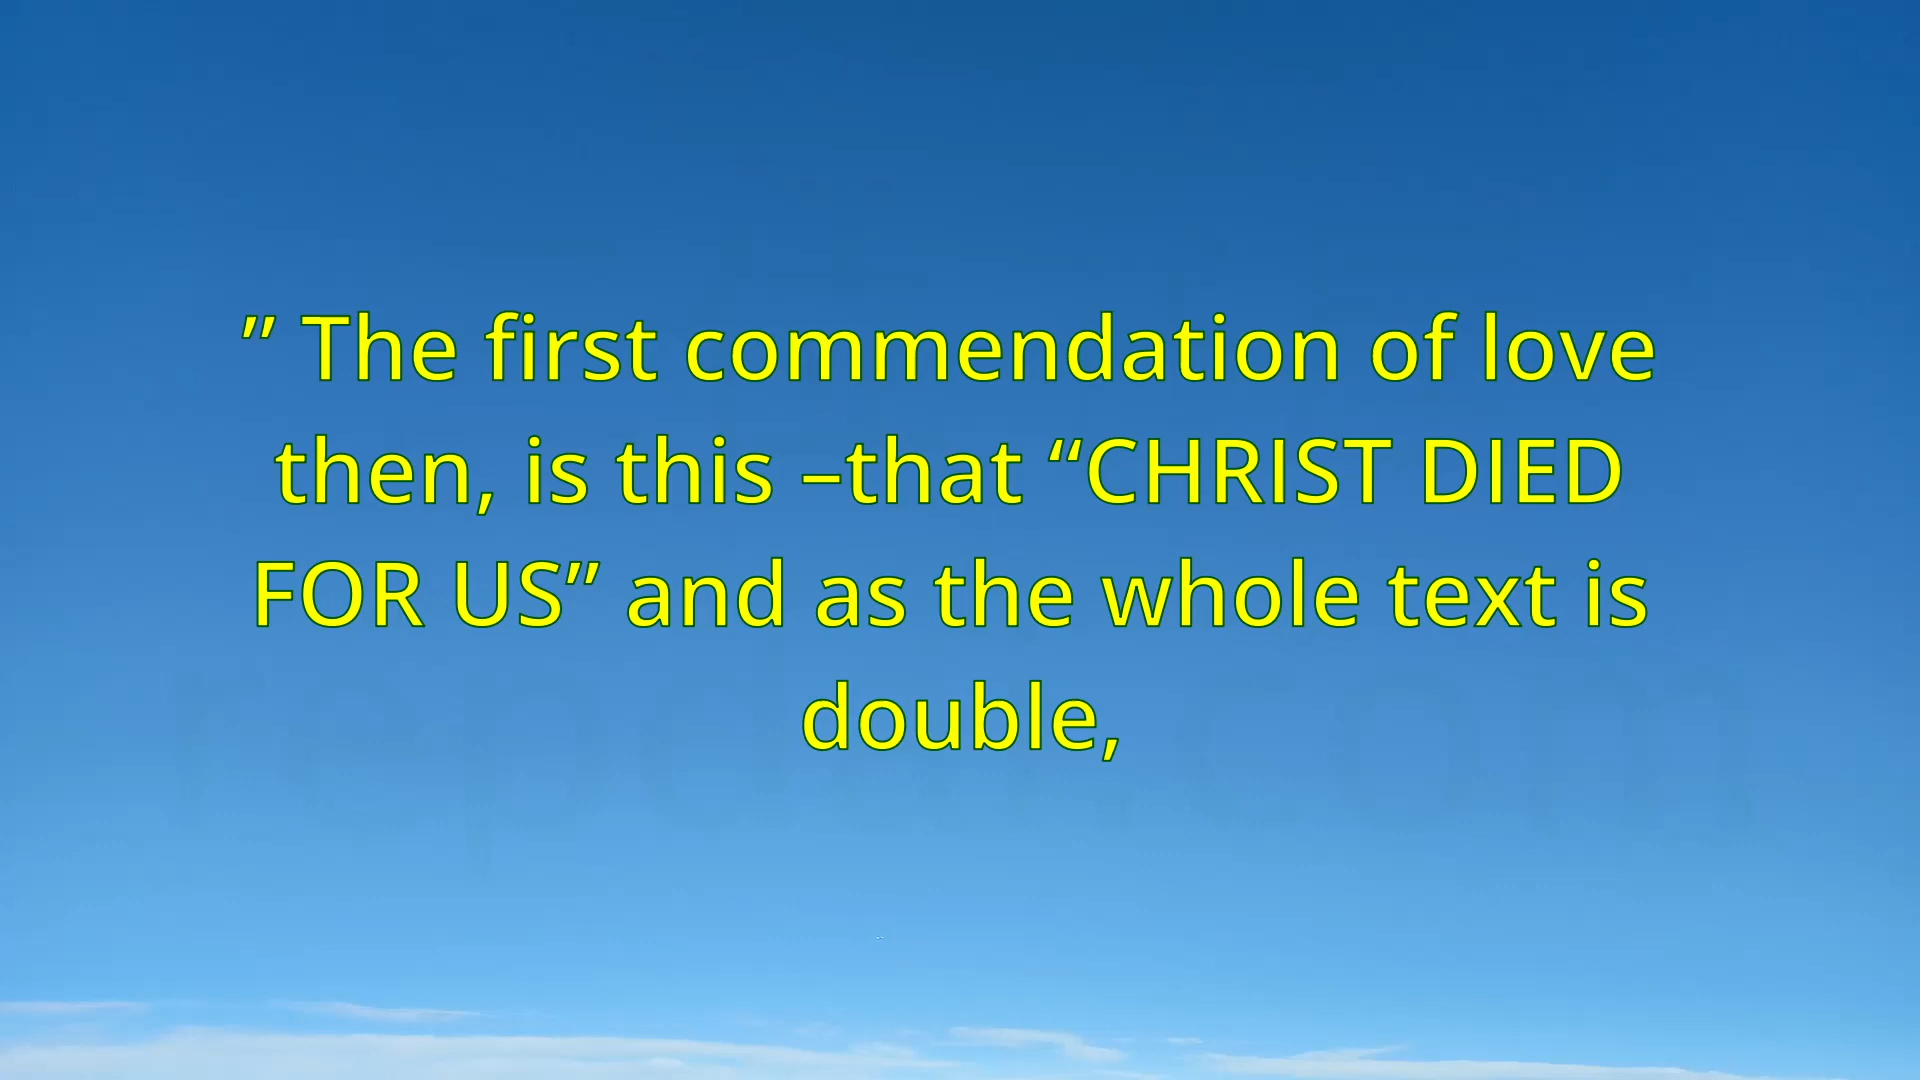 ” The first commendation of love
then, is this –that “CHRIST DIED
FOR US” and as the whole text is
double,